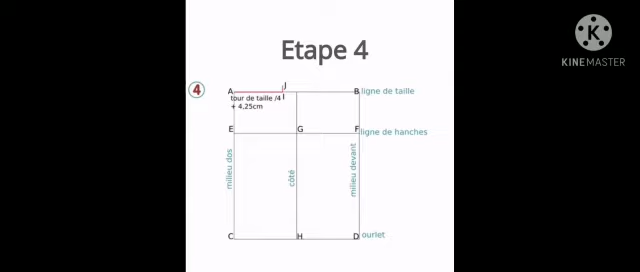 Etape 4
K
KINEMASTER
4
A
J
B
ligne de taille
tour de taille /4
I
+ 4,25cm
E
G
F
ligne de hanches
milieu dos
côté
milieu devant
C
H
D
ourlet